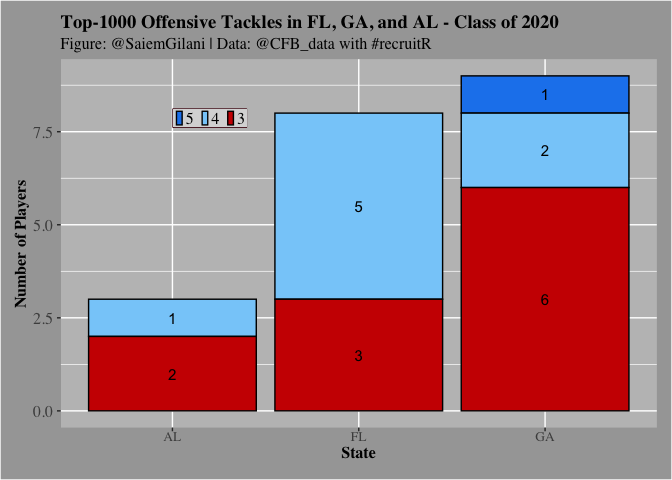 Top-1000 Offensive Tackles in FL, GA, and AL - Class of 2020
Figure: @SaiemGilani | Data: @CFB_data with #recruitR
5 4 3
1
7.5
2
5
5.0
Number of Players
6
2.5
1
3
2
0.0
AL FL GA
State